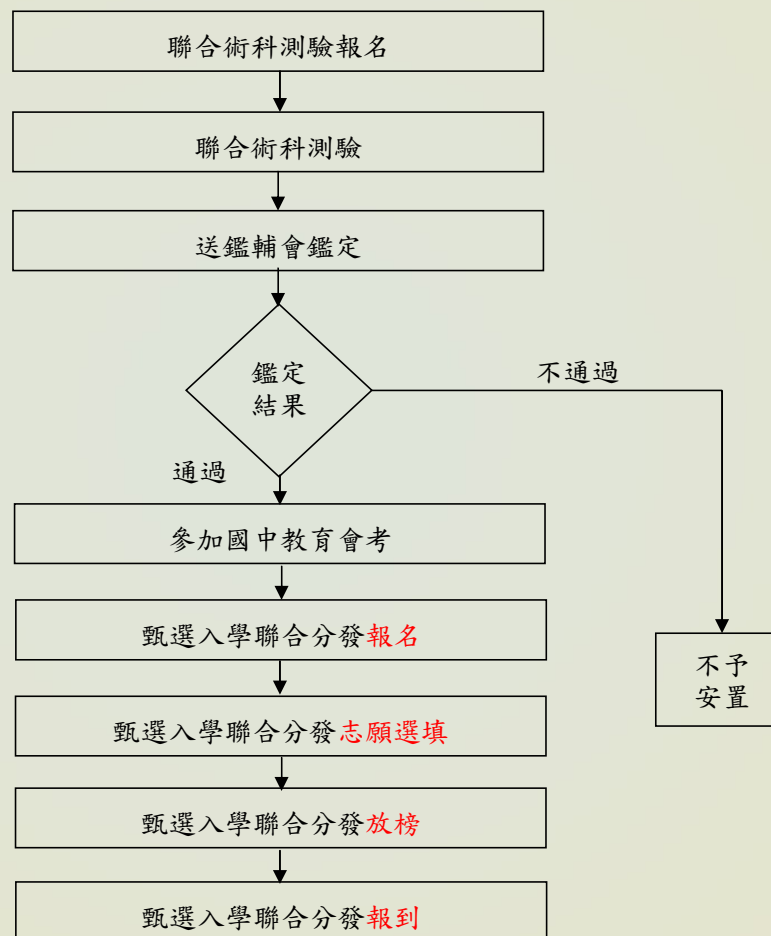 聯合術科測驗報名
聯合術科測驗
送鑑輔會鑑定
鑑定
結果
不通過
通過
參加國中教育會考
甄選入學聯合分發報名
不予
安置
甄選入學聯合分發志願選填
甄選入學聯合分發放榜
甄選入學聯合分發報到